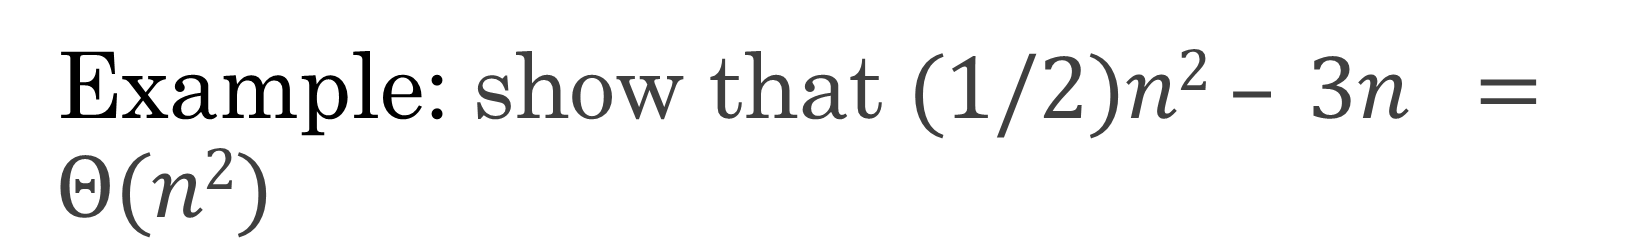 Example: show that (1/2)n² – 3n =
Θ(n²)